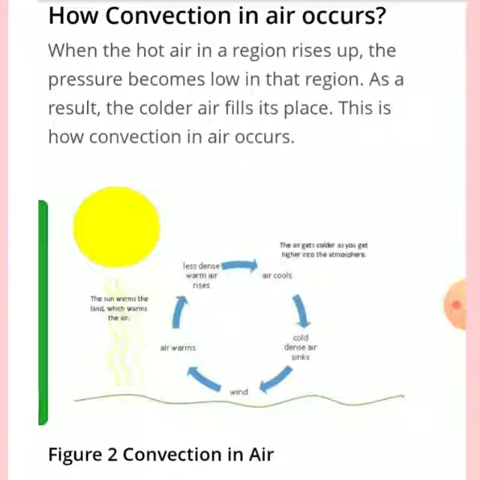 How Convection in air occurs?
When the hot air in a region rises up, the
pressure becomes low in that region. As a
result, the colder air fills its place. This is
how convection in air occurs.
The air gets colder as you get
higher into the atmosphere.
less dense
warm air
rises
air cools
The sun warms the
land, which warms
the air.
air warms
cold
dense air
sinks
wind
Figure 2 Convection in Air